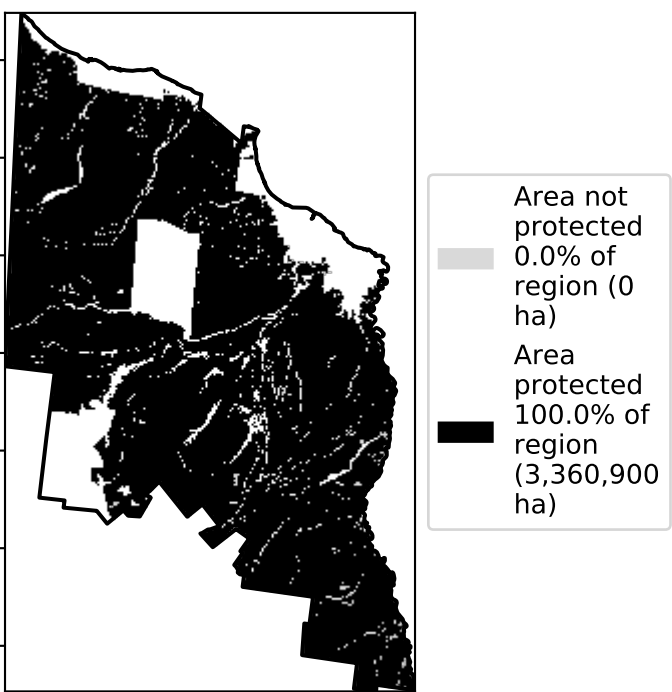 Area not
protected
0.0% of
region (0
ha)
Area
protected
100.0% of
region
(3,360,900
ha)